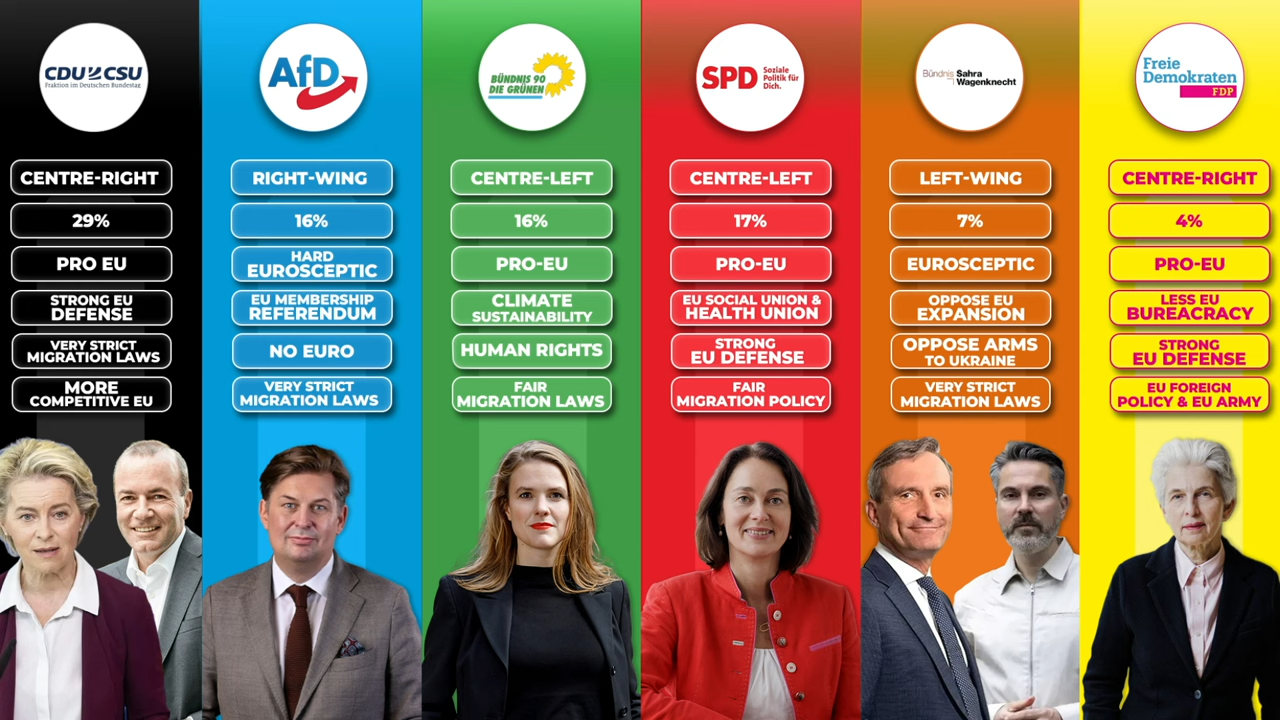 CDU CSU
Fraktion im Deutschen Bundestag
CENTRE-RIGHT
29%
PRO EU
STRONG EU
DEFENSE
VERY STRICT
MIGRATION LAWS
MORE
COMPETITIVE EU
AfD
RIGHT-WING
16%
HARD
EUROSCEPTIC
EU MEMBERSHIP
REFERENDUM
NO EURO
VERY STRICT
MIGRATION LAWS
BÜNDNIS 90
DIE GRÜNEN
CENTRE-LEFT
16%
PRO-EU
CLIMATE
SUSTAINABILITY
HUMAN RIGHTS
FAIR
MIGRATION LAWS
SPD
Soziale
Politik für
Dich.
CENTRE-LEFT
17%
PRO-EU
EU SOCIAL UNION &
HEALTH UNION
STRONG
EU DEFENSE
FAIR
MIGRATION POLICY
Bündnis Sahra
Wagenknecht
LEFT-WING
7%
EUROSCEPTIC
OPPOSE EU
EXPANSION
OPPOSE ARMS
TO UKRAINE
VERY STRICT
MIGRATION LAWS
Freie
Demokraten
FDP
CENTRE-RIGHT
4%
PRO-EU
LESS EU
BUREACRACY
STRONG
EU DEFENSE
EU FOREIGN
POLICY & EU ARMY